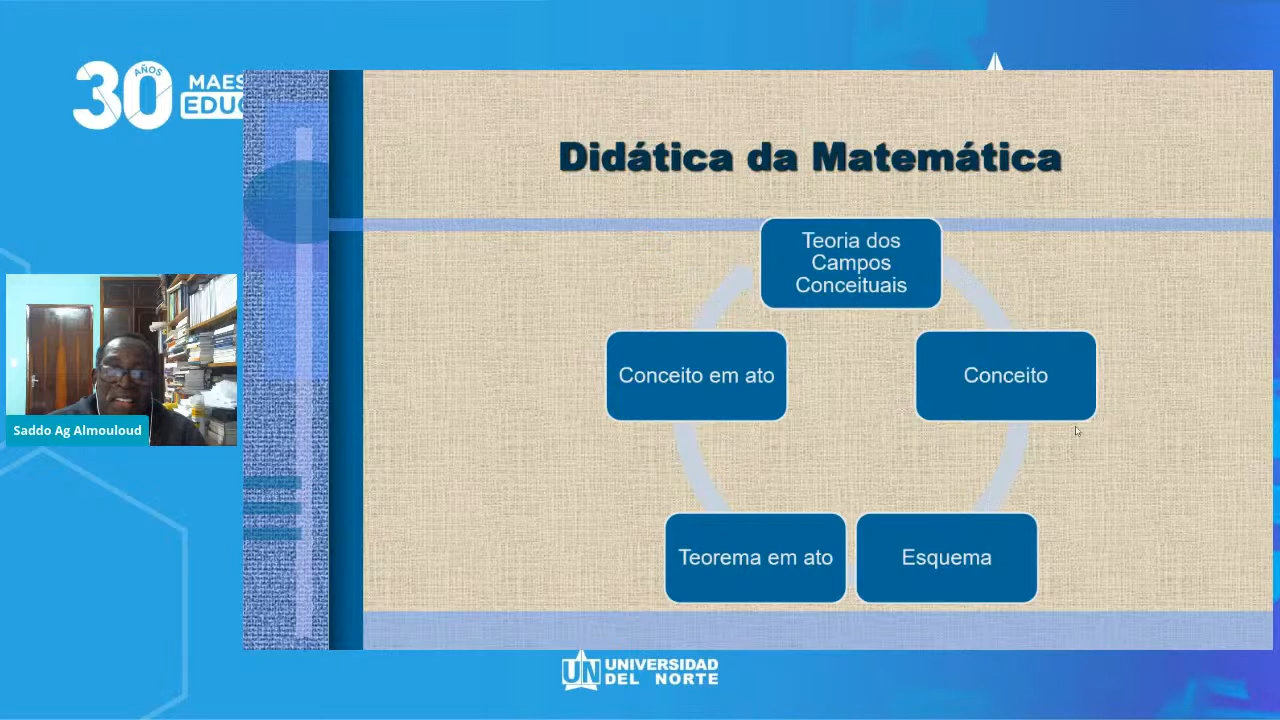 30
AÑOS
MAES
EDUC
Didática da Matemática
Teoria dos
Campos
Conceituais
Conceito em ato
Conceito
Teorema em ato
Esquema
Saddo Ag Almouloud
UN
UNIVERSIDAD
DEL NORTE